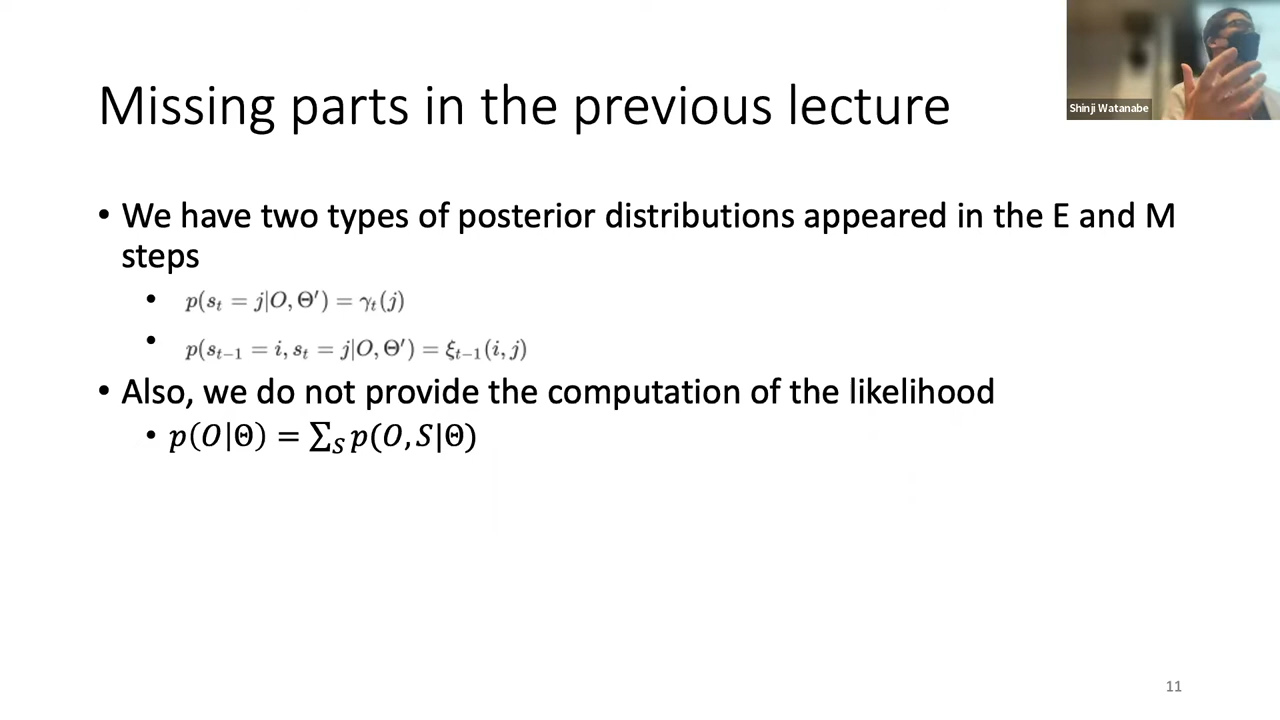 Shinji Watanabe
Missing parts in the previous lecture
• We have two types of posterior distributions appeared in the E and M
steps
• p(s_t = j|O, Θ′) = γ_t(j)
• p(s_{t−1} = i, s_t = j|O, Θ′) = ξ_{t−1}(i, j)
• Also, we do not provide the computation of the likelihood
• p(O|Θ) = ∑_S p(O, S|Θ)
11